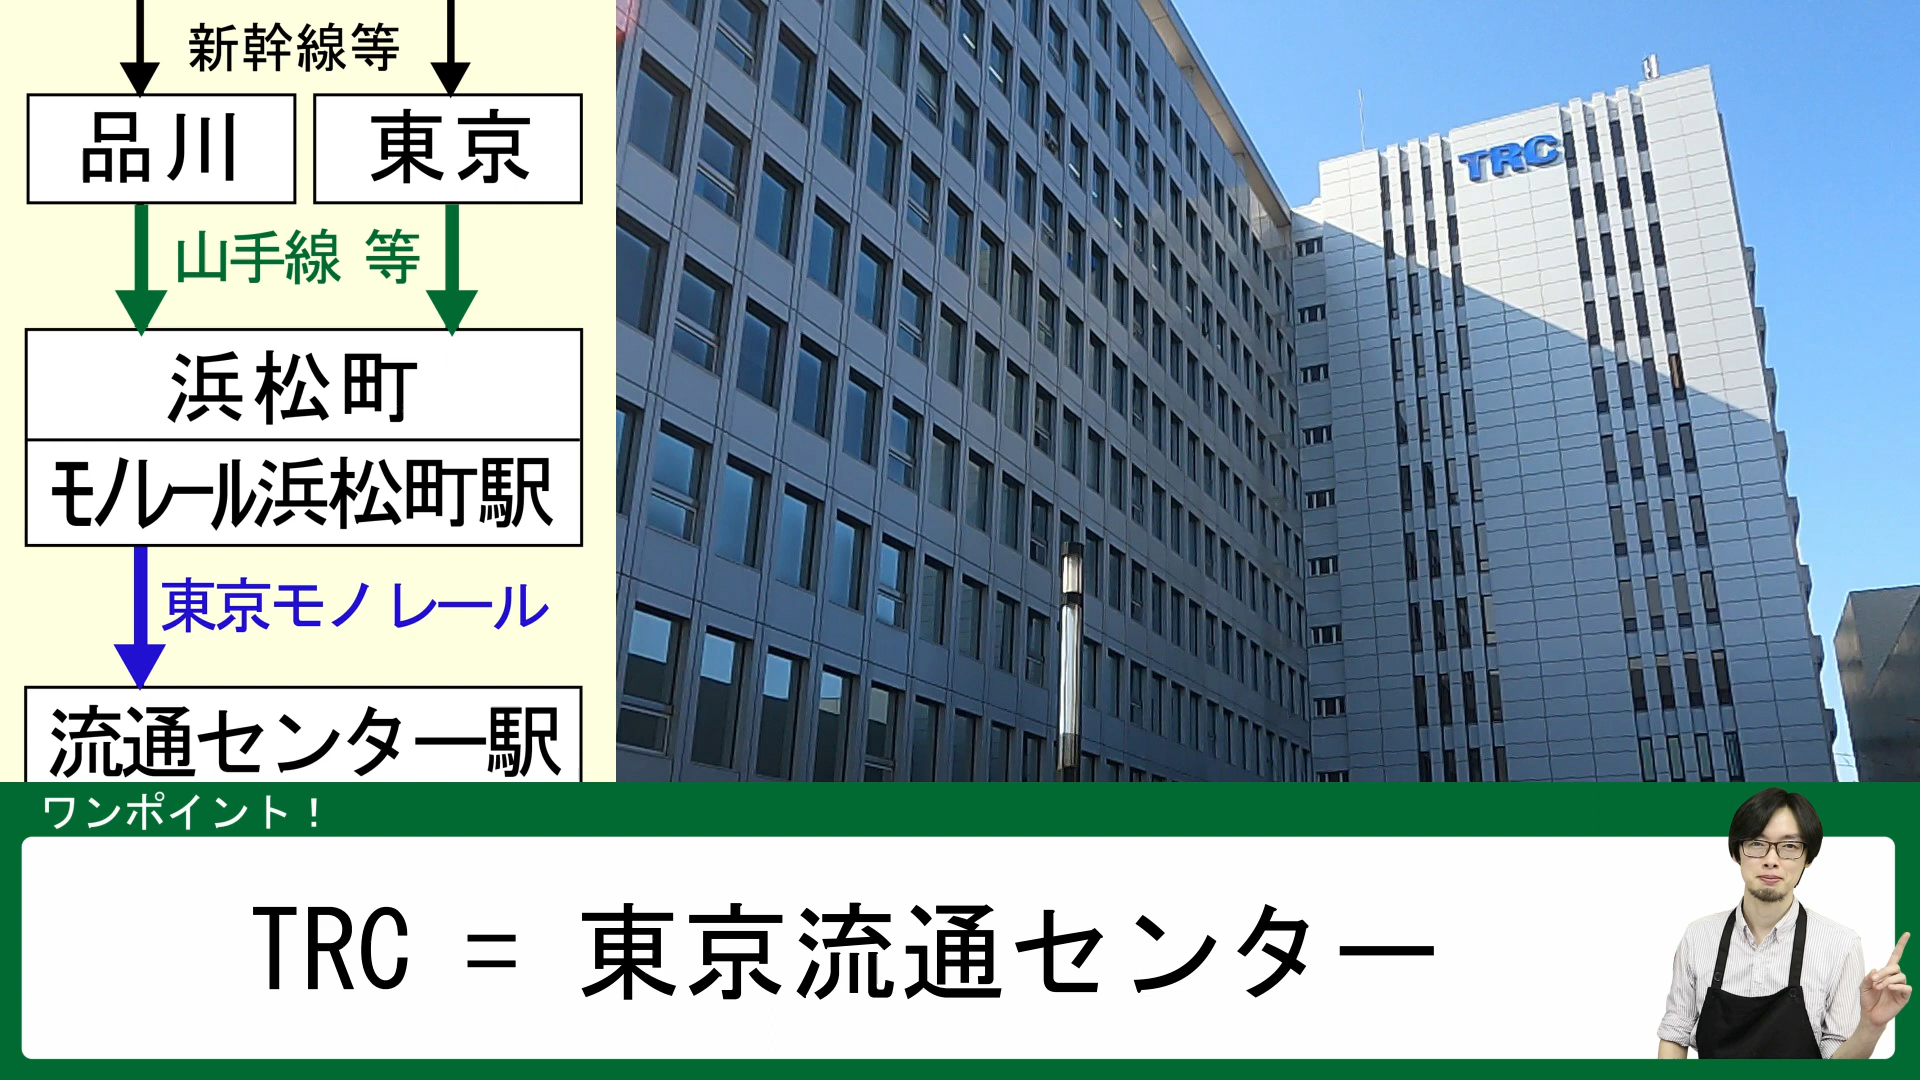 新幹線等
品川
東京
山手線 等
浜松町
モノレール浜松町駅
東京モノレール
流通センター駅
TRC
ワンポイント！
TRC = 東京流通センター